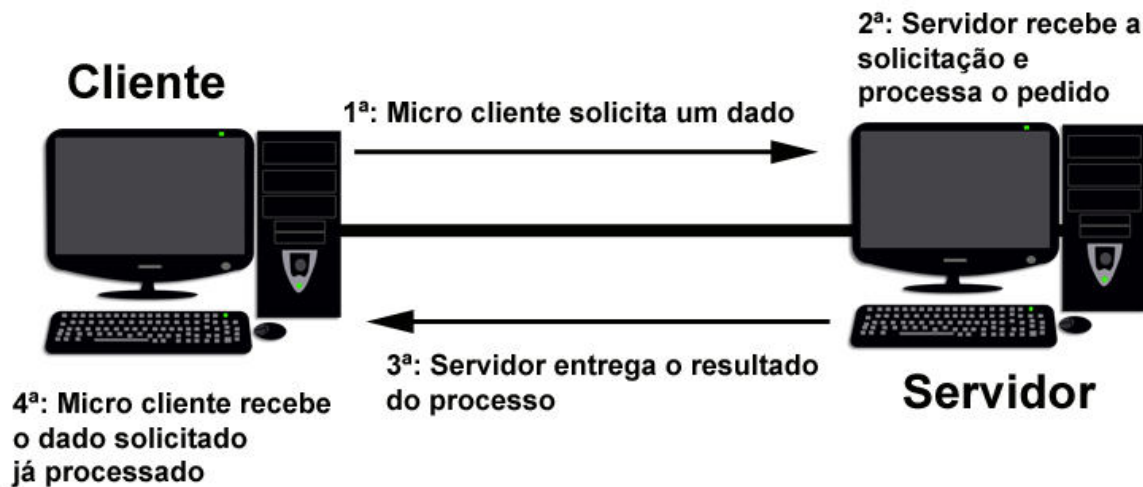 Cliente
1ª: Micro cliente solicita um dado
2ª: Servidor recebe a
solicitação e
processa o pedido
3ª: Servidor entrega o resultado
do processo
Servidor
4ª: Micro cliente recebe
o dado solicitado
já processado